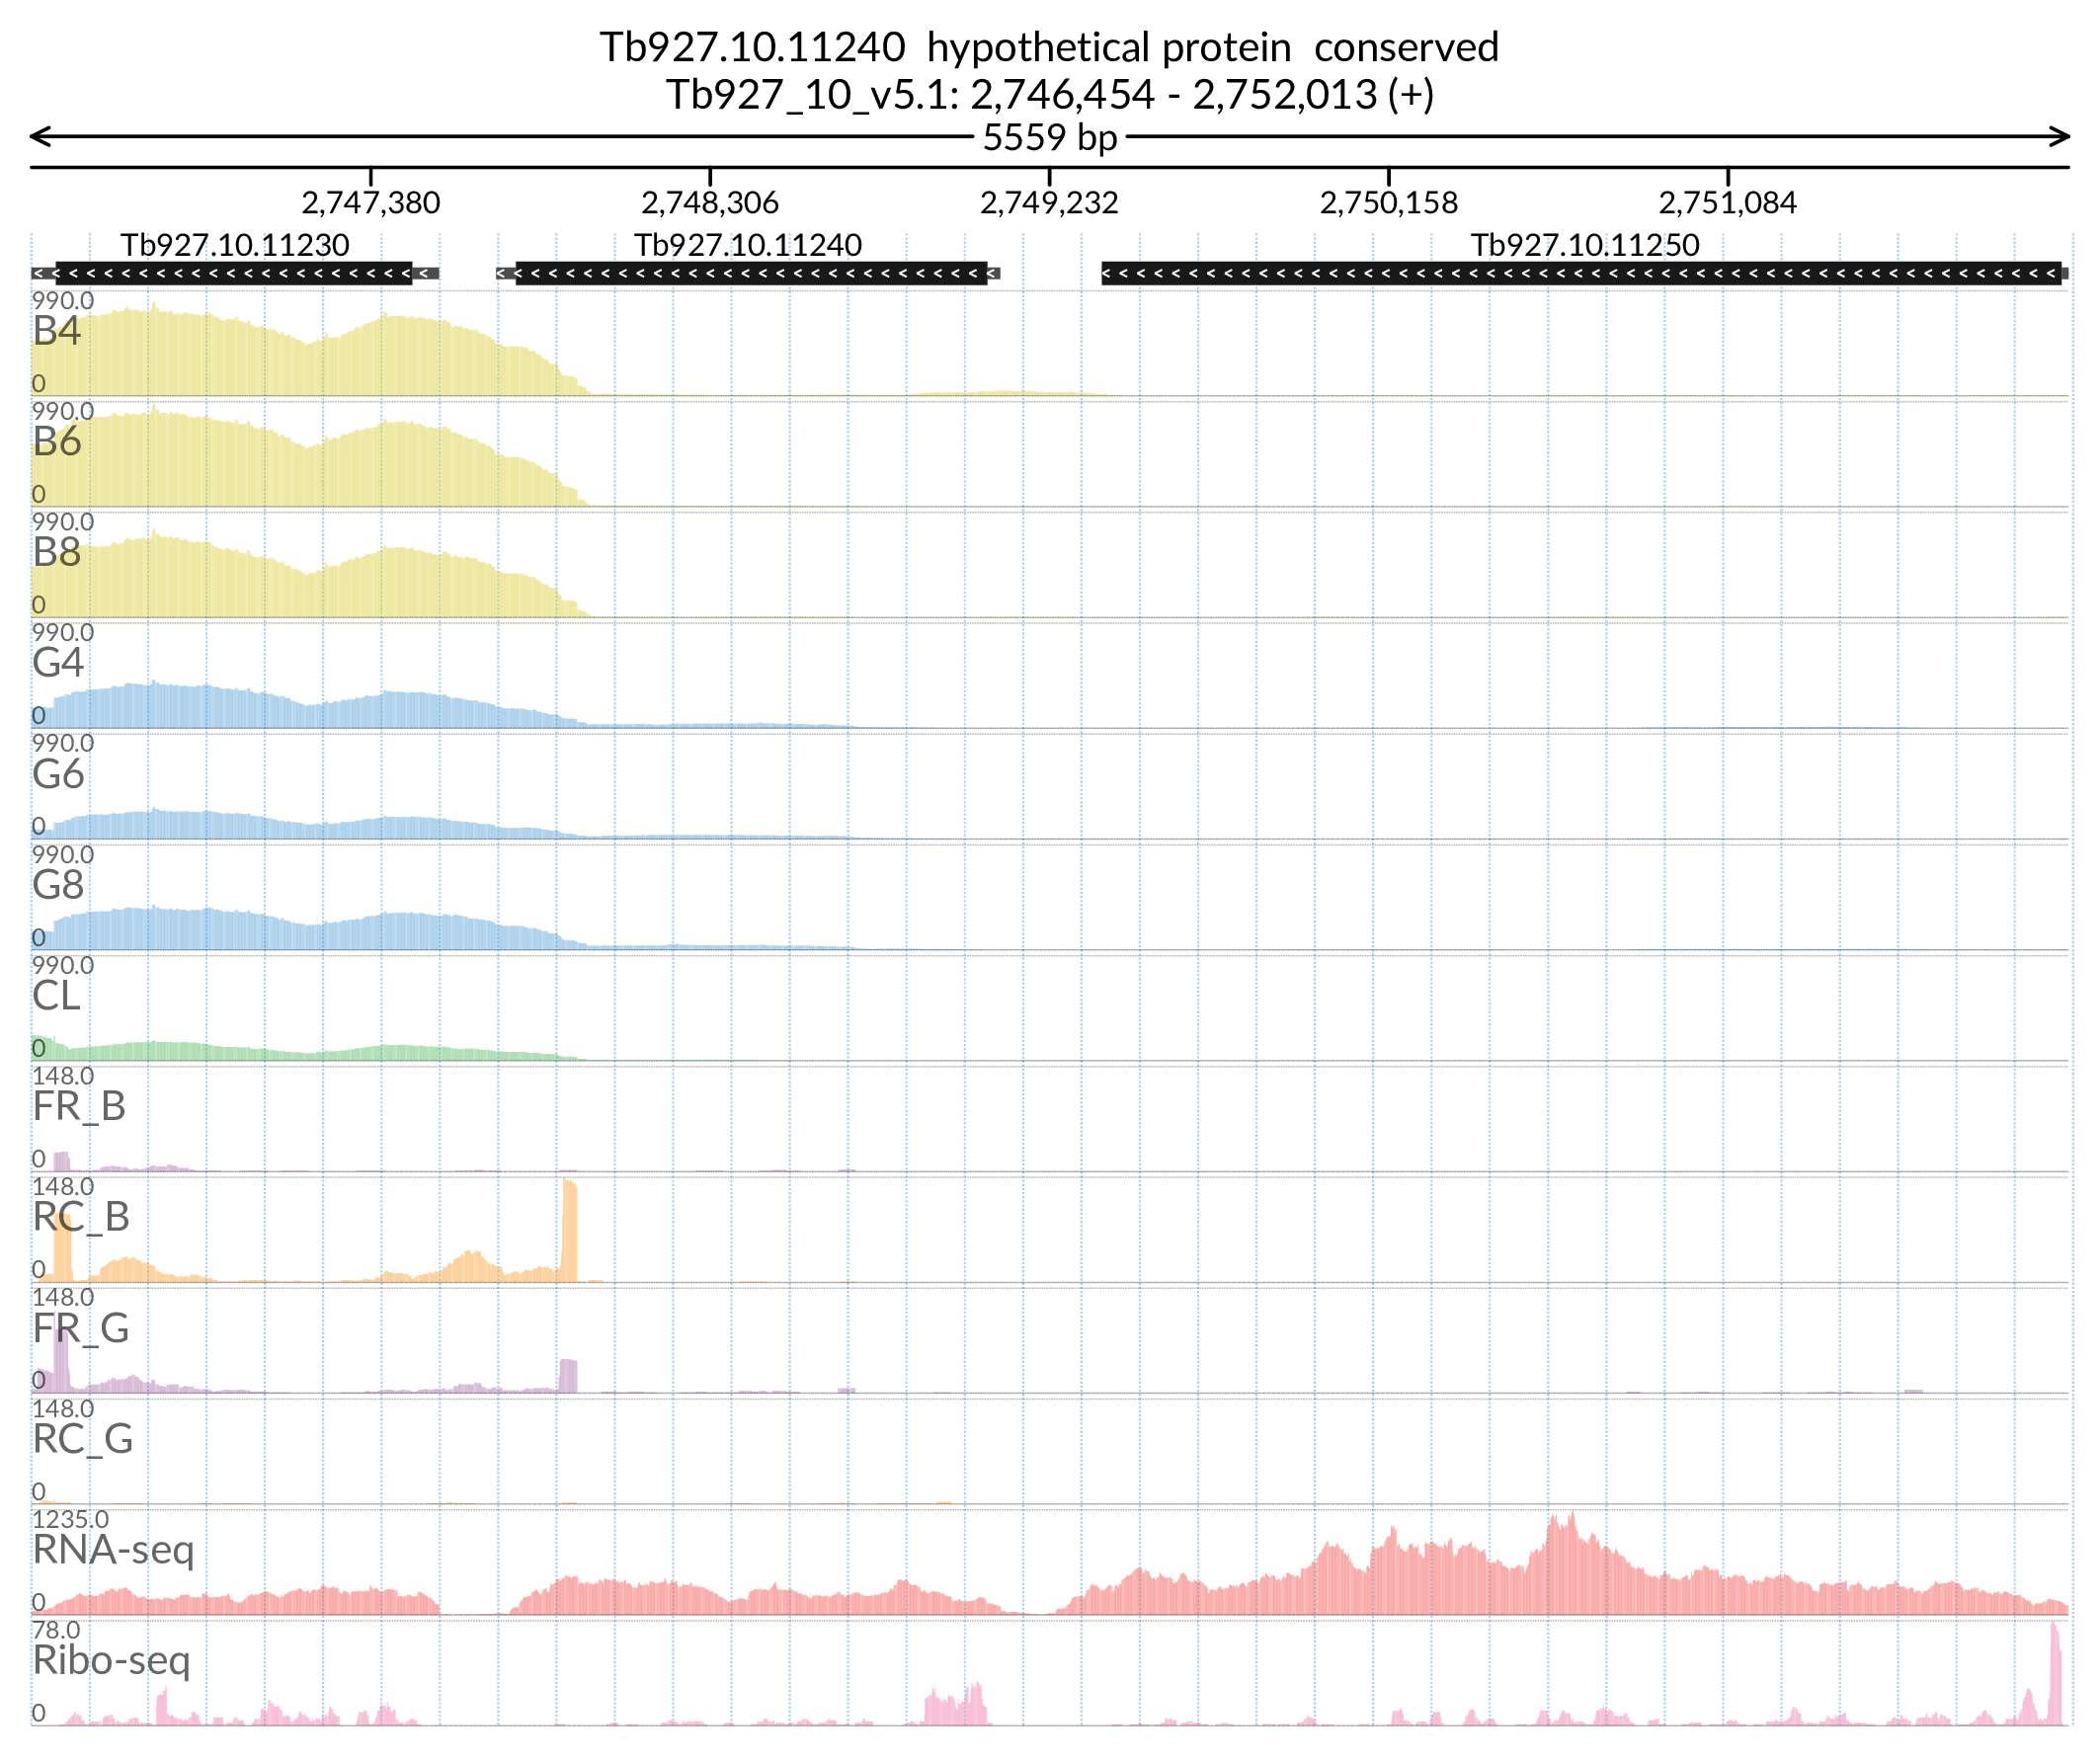 Tb927.10.11240 hypothetical protein conserved
Tb927_10_v5.1: 2,746,454 - 2,752,013 (+)
5559 bp
2,747,380 2,748,306 2,749,232 2,750,158 2,751,084
Tb927.10.11230 Tb927.10.11240 Tb927.10.11250
990.0
B4
0
990.0
B6
0
990.0
B8
0
990.0
G4
0
990.0
G6
0
990.0
G8
0
990.0
CL
0
148.0
FR_B
0
148.0
RC_B
0
148.0
FR_G
0
148.0
RC_G
0
1235.0
RNA-seq
0
78.0
Ribo-seq
0